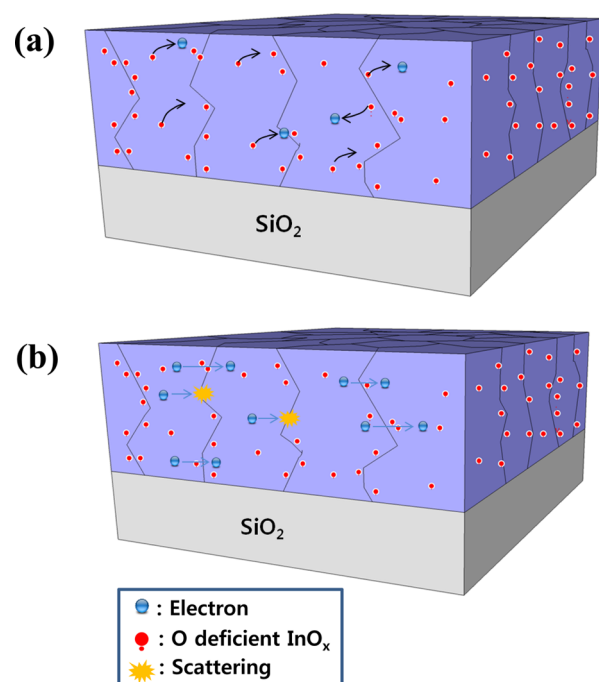 (a)
SiO₂
(b)
SiO₂
: Electron
: O deficient InOₓ
: Scattering